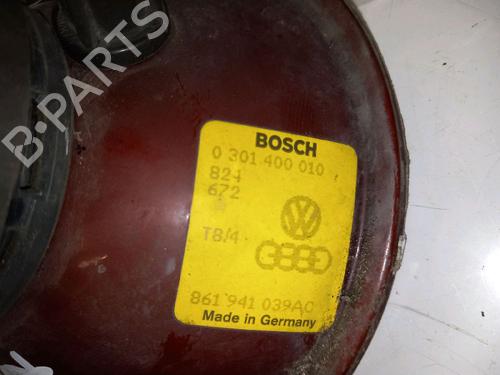 B-PARTS
BOSCH
0 301 400 010
824
672
T8/4
861 941 039AC
Made in Germany